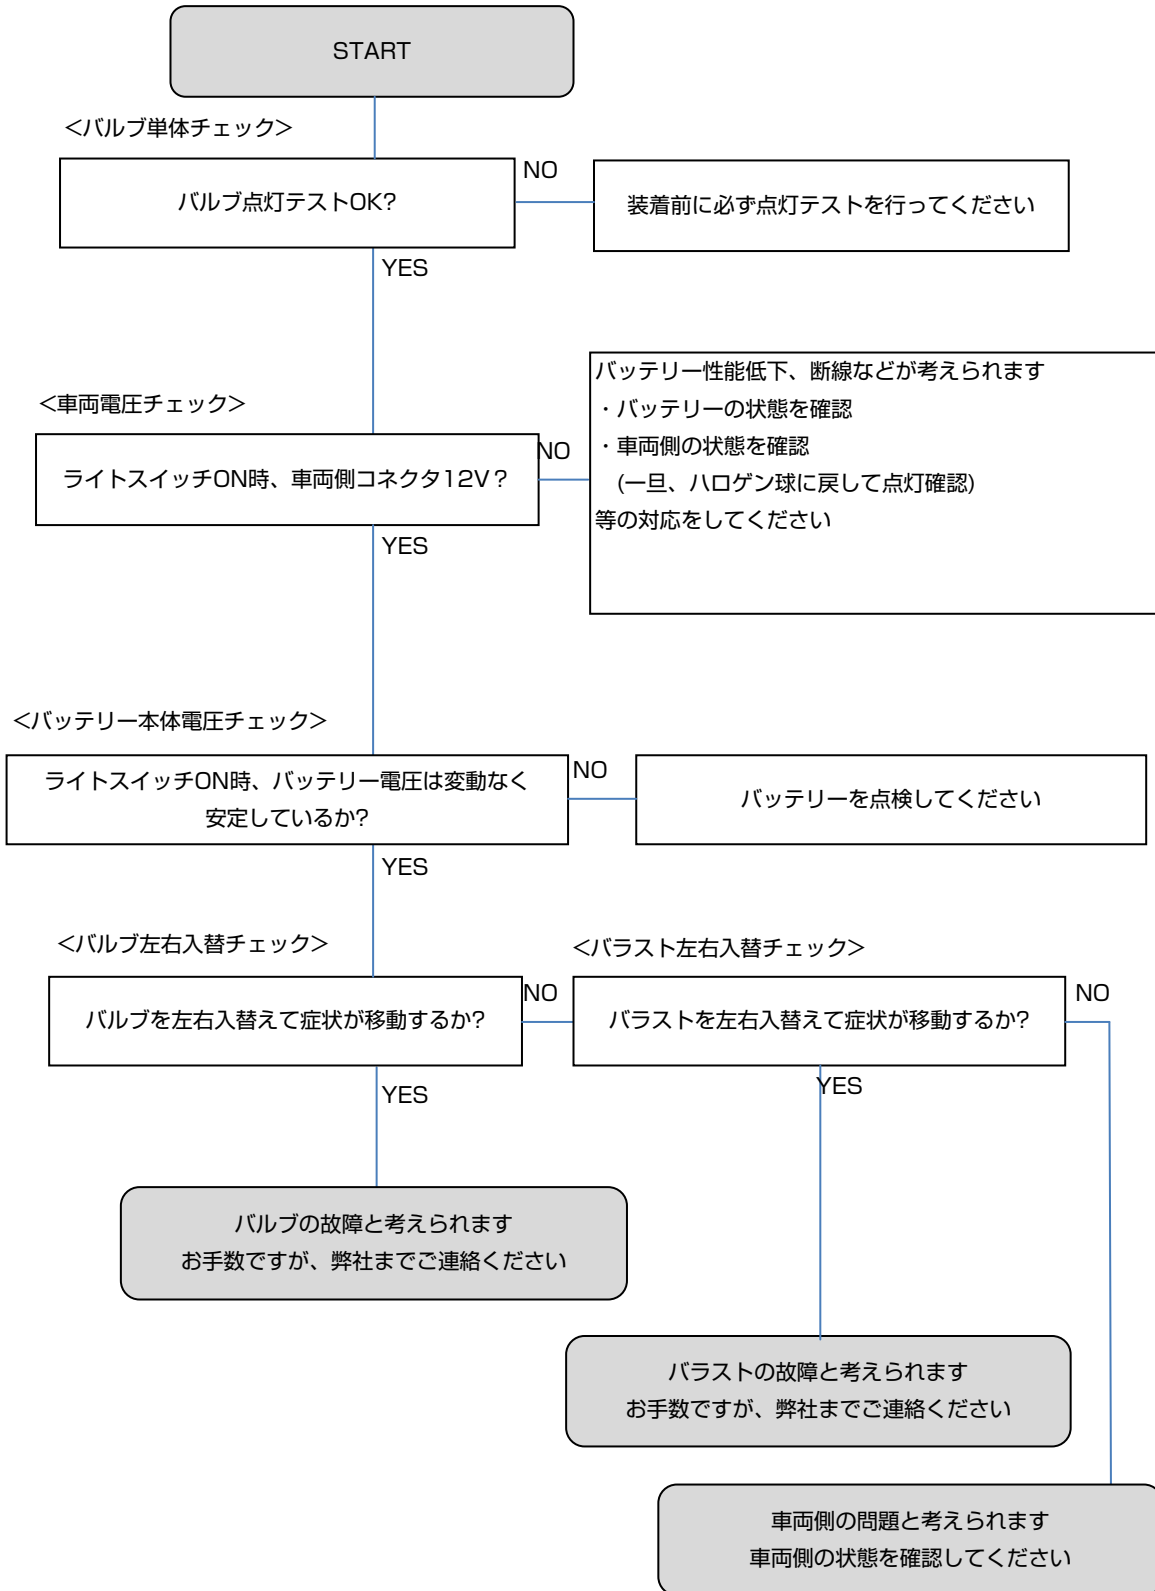 START
<バルブ単体チェック>
バルブ点灯テストOK?
NO
装着前に必ず点灯テストを行ってください
YES
<車両電圧チェック>
ライトスイッチON時、車両側コネクタ12V？
NO
バッテリー性能低下、断線などが考えられます
・バッテリーの状態を確認
・車両側の状態を確認
(一旦、ハロゲン球に戻して点灯確認)
等の対応をしてください
YES
<バッテリー本体電圧チェック>
ライトスイッチON時、バッテリー電圧は変動なく
安定しているか?
NO
バッテリーを点検してください
YES
<バルブ左右入替チェック>
バルブを左右入替えて症状が移動するか?
NO
<バラスト左右入替チェック>
バラストを左右入替えて症状が移動するか?
NO
YES
YES
バルブの故障と考えられます
お手数ですが、弊社までご連絡ください
バラストの故障と考えられます
お手数ですが、弊社までご連絡ください
車両側の問題と考えられます
車両側の状態を確認してください